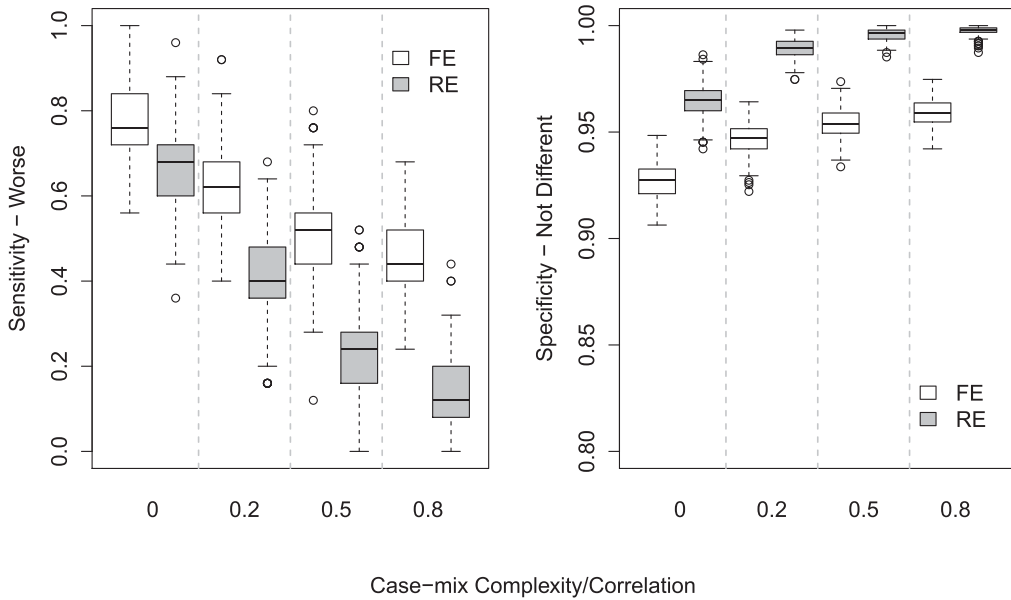 Sensitivity − Worse
1.0
0.8
0.6
0.4
0.2
0.0
FE
RE
0
0.2
0.5
0.8
Specificity − Not Different
1.00
0.95
0.90
0.85
0.80
FE
RE
0
0.2
0.5
0.8
Case−mix Complexity/Correlation